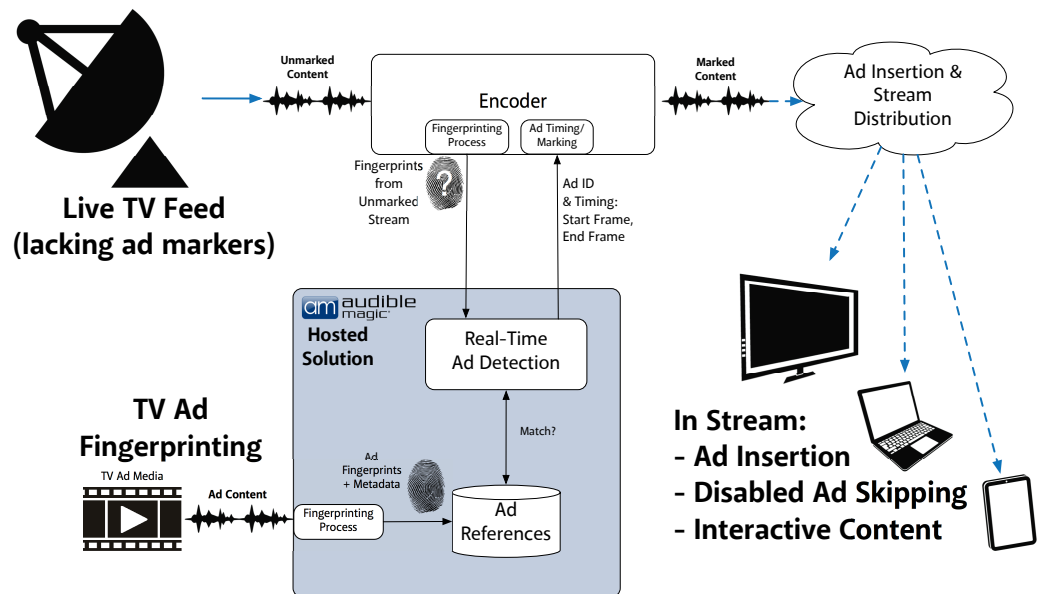 Unmarked
Content
Encoder
Fingerprinting
Process
Ad Timing/
Marking
Marked
Content
Ad Insertion &
Stream
Distribution
Live TV Feed
(lacking ad markers)
Fingerprints
from
Unmarked
Stream
?
Ad ID
& Timing:
Start Frame,
End Frame
am audible
magic
Hosted
Solution
Real-Time
Ad Detection
Match?
TV Ad
Fingerprinting
TV Ad Media
Ad Content
Fingerprinting
Process
Ad
Fingerprints
+ Metadata
Ad
References
In Stream:
- Ad Insertion
- Disabled Ad Skipping
- Interactive Content